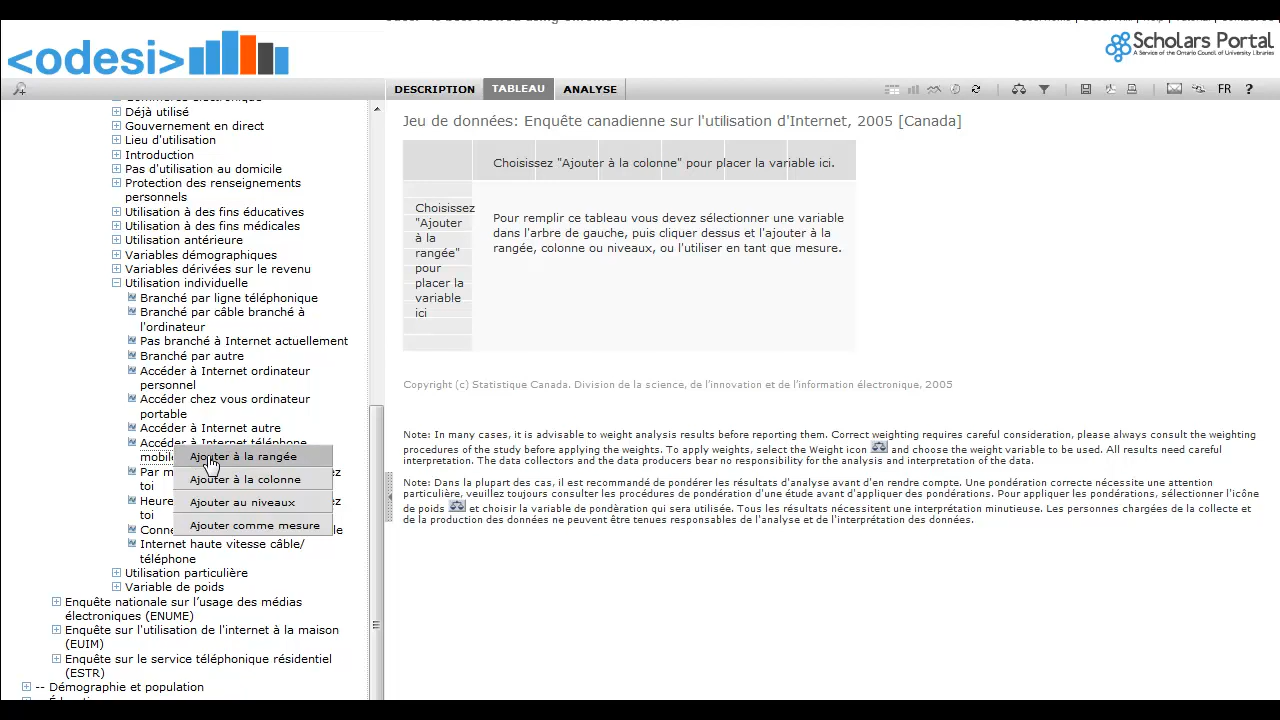 <odesi>
Scholars Portal
A Service of the Ontario Council of University Libraries
DESCRIPTION
TABLEAU
ANALYSE
FR
?
Déjà utilisé
Gouvernement en direct
Lieu d'utilisation
Introduction
Pas d'utilisation au domicile
Protection des renseignements
personnels
Utilisation à des fins éducatives
Utilisation à des fins médicales
Utilisation antérieure
Variables démographiques
Variables dérivées sur le revenu
Utilisation individuelle
Branché par ligne téléphonique
Branché par câble branché à
l'ordinateur
Pas branché à Internet actuellement
Branché par autre
Accéder à Internet ordinateur
personnel
Accéder chez vous ordinateur
portable
Accéder à Internet autre
Accéder à Internet téléphone
mobile
Par m
toi
Heure
toi
Conne
Internet haute vitesse câble/
téléphone
Utilisation particulière
Variable de poids
Enquête nationale sur l’usage des médias
électroniques (ENUME)
Enquête sur l'utilisation de l'internet à la maison
(EUIM)
Enquête sur le service téléphonique résidentiel
(ESTR)
-- Démographie et population
Ajouter à la rangée
Ajouter à la colonne
Ajouter au niveaux
Ajouter comme mesure
Jeu de données: Enquête canadienne sur l'utilisation d'Internet, 2005 [Canada]
Choisissez "Ajouter à la colonne" pour placer la variable ici.
Choisissez
"Ajouter
à la
rangée"
pour
placer la
variable
ici
Pour remplir ce tableau vous devez sélectionner une variable
dans l'arbre de gauche, puis cliquer dessus et l'ajouter à la
rangée, colonne ou niveaux, ou l'utiliser en tant que mesure.
Copyright (c) Statistique Canada. Division de la science, de l’innovation et de l’information électronique, 2005
Note: In many cases, it is advisable to weight analysis results before reporting them. Correct weighting requires careful consideration, please always consult the weighting
procedures of the study before applying the weights. To apply weights, select the Weight icon and choose the weight variable to be used. All results need careful
interpretation. The data collectors and the data producers bear no responsibility for the analysis and interpretation of the data.
Note: Dans la plupart des cas, il est recommandé de pondérer les résultats d'analyse avant d'en rendre compte. Une pondération correcte nécessite une attention
particulière, veuillez toujours consulter les procédures de pondération d'une étude avant d'appliquer des pondérations. Pour appliquer les pondérations sélectionner l'icône
de poids et choisir la variable de pondèration qui sera utilisée. Tous les résultats nécessitent une interprétation minutieuse. Les personnes chargées de la collecte et
de la production des données ne peuvent être tenues responsables de l'analyse et de l'interprétation des données.